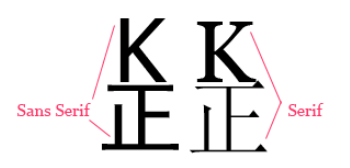 K K
正 正
Sans Serif Serif